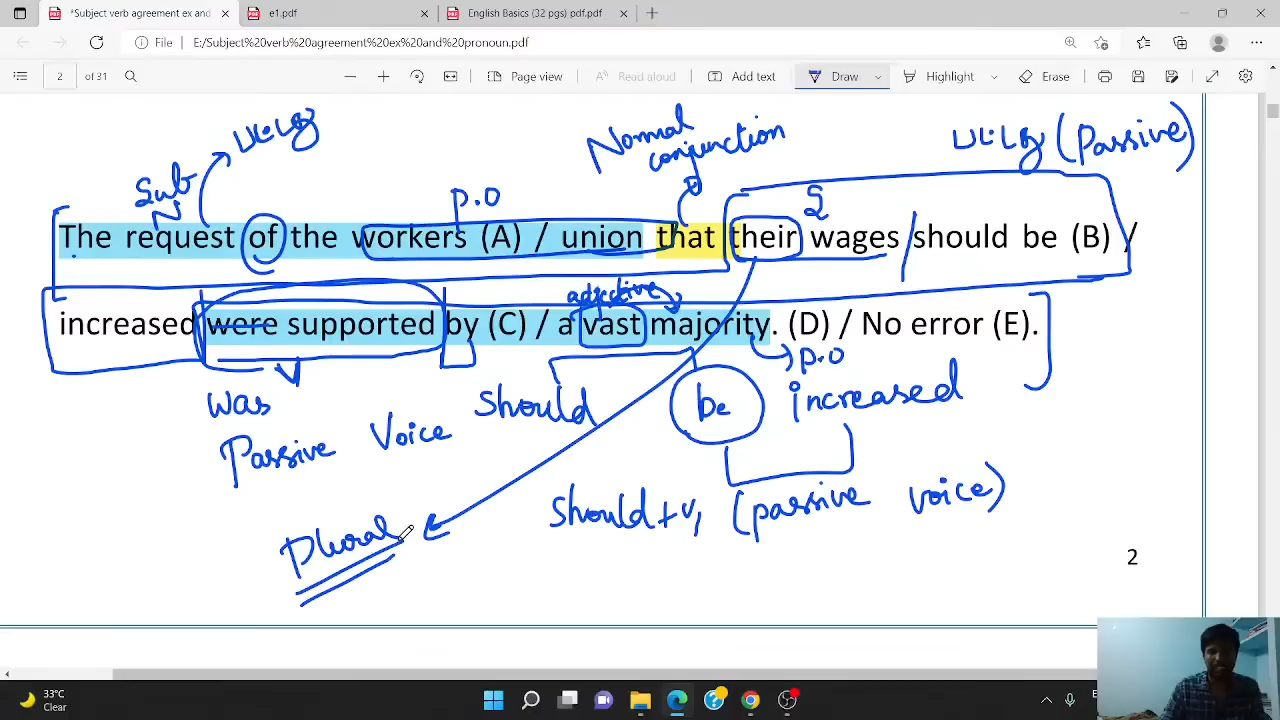 *Subject verb agreement ex and
e1.pdf
English Basics (32 pgs) pdf.pdf
File E:/Subject%20verb%20agreement%20ex%20and%20pronoun.pdf
2 of 31 Page view Read aloud Add text Draw Highlight Erase
Normal
conjunction
(Passive)
Sub
N
P.O
S
The request of the workers (A) / union that their wages should be (B) /
adjective
increased were supported by (C) / a vast majority. (D) / No error (E).
V
P.O
was
should be increased
Passive Voice
should + V1 (passive voice)
Plural
2
33°C
Clear